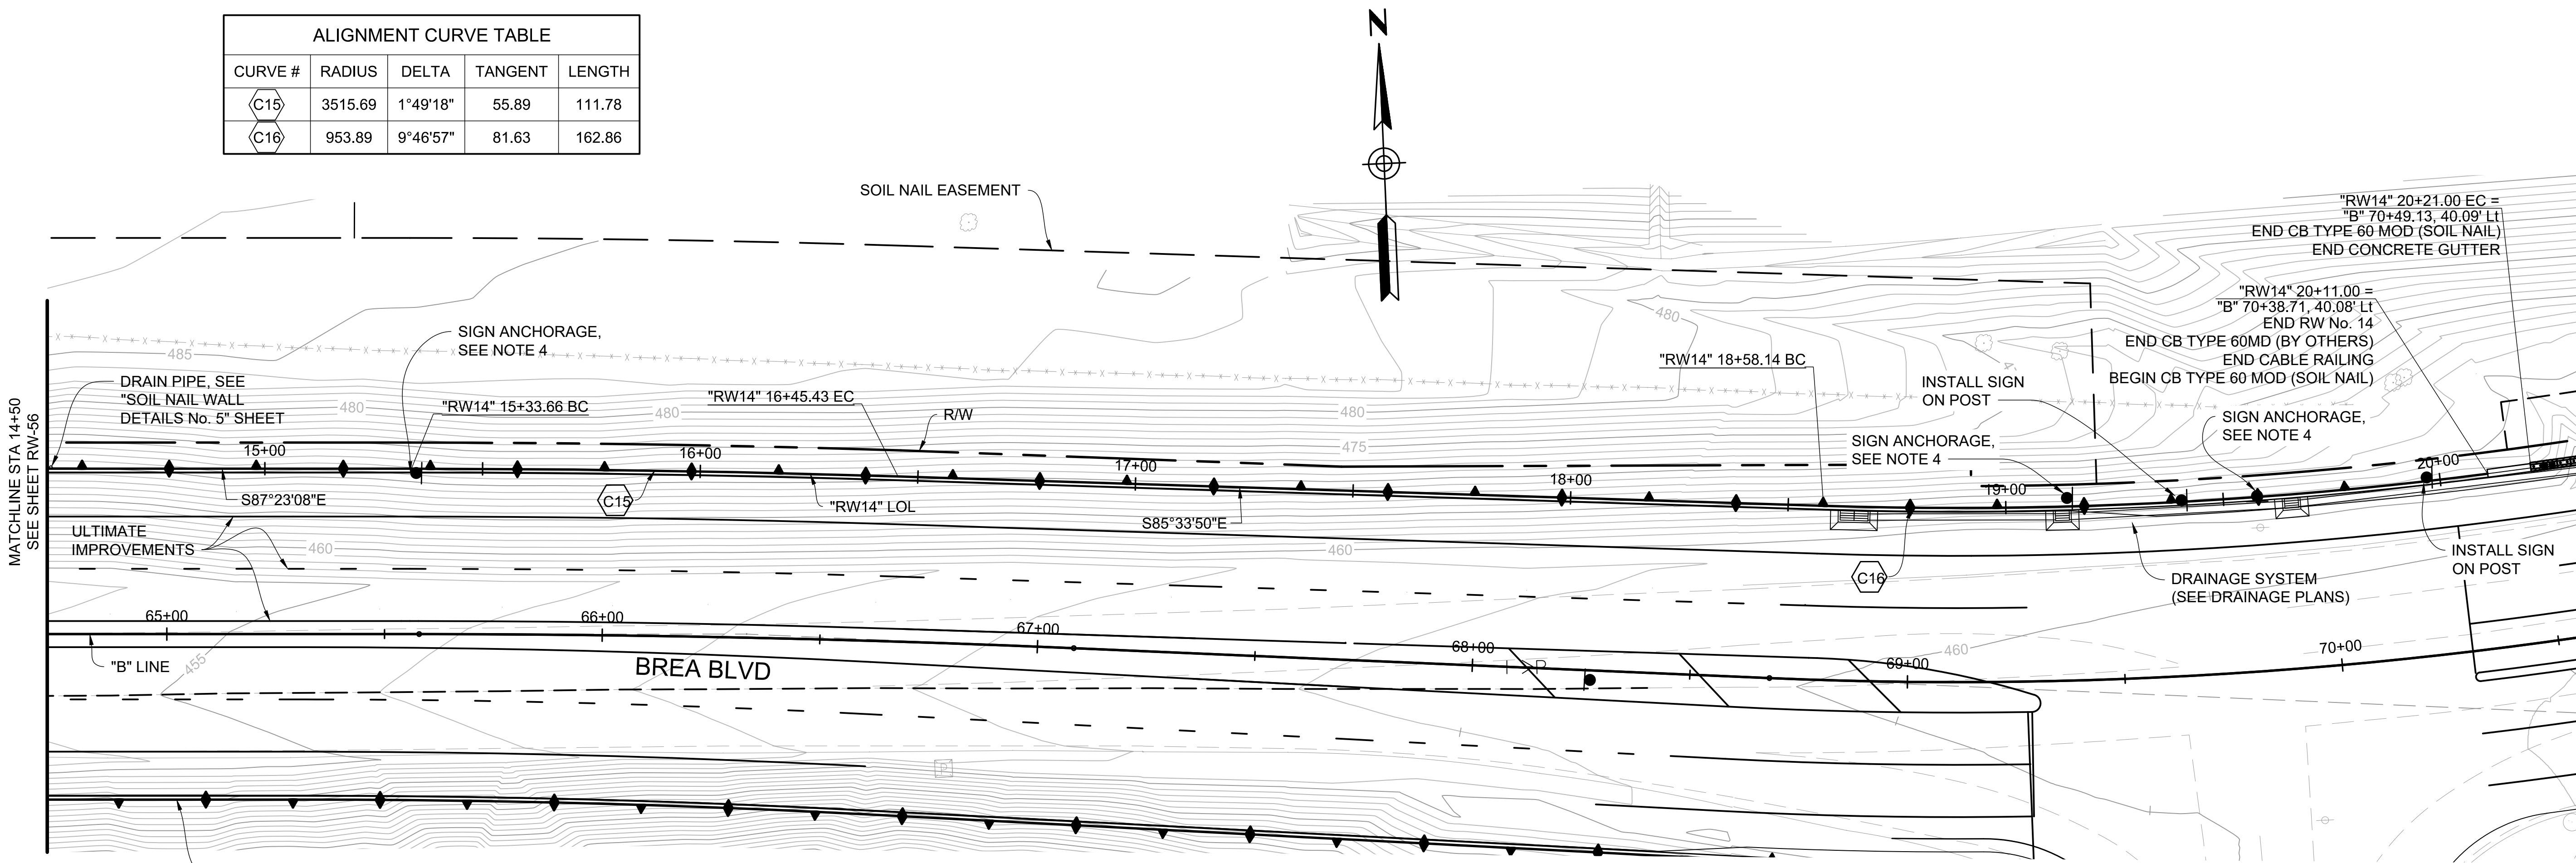 ALIGNMENT CURVE TABLE
CURVE # RADIUS DELTA TANGENT LENGTH
C15 3515.69 1°49'18" 55.89 111.78
C16 953.89 9°46'57" 81.63 162.86
N
SOIL NAIL EASEMENT
"RW14" 20+21.00 EC =
"B" 70+49.13, 40.09' Lt
END CB TYPE 60 MOD (SOIL NAIL)
END CONCRETE GUTTER
"RW14" 20+11.00 =
"B" 70+38.71, 40.08' Lt
END RW No. 14
END CB TYPE 60MD (BY OTHERS)
END CABLE RAILING
BEGIN CB TYPE 60 MOD (SOIL NAIL)
480
SIGN ANCHORAGE,
SEE NOTE 4
485
"RW14" 18+58.14 BC
INSTALL SIGN
ON POST
DRAIN PIPE, SEE
"SOIL NAIL WALL
DETAILS No. 5" SHEET
480
"RW14" 15+33.66 BC
480
"RW14" 16+45.43 EC
R/W
480
475
SIGN ANCHORAGE,
SEE NOTE 4
SIGN ANCHORAGE,
SEE NOTE 4
MATCHLINE STA 14+50
SEE SHEET RW-56
15+00
16+00
17+00
18+00
19+00
20+00
S87°23'08"E
C15
"RW14" LOL
S85°33'50"E
ULTIMATE
IMPROVEMENTS
460
460
C16
DRAINAGE SYSTEM
(SEE DRAINAGE PLANS)
INSTALL SIGN
ON POST
65+00
66+00
67+00
68+00
69+00
70+00
460
"B" LINE
455
BREA BLVD
P